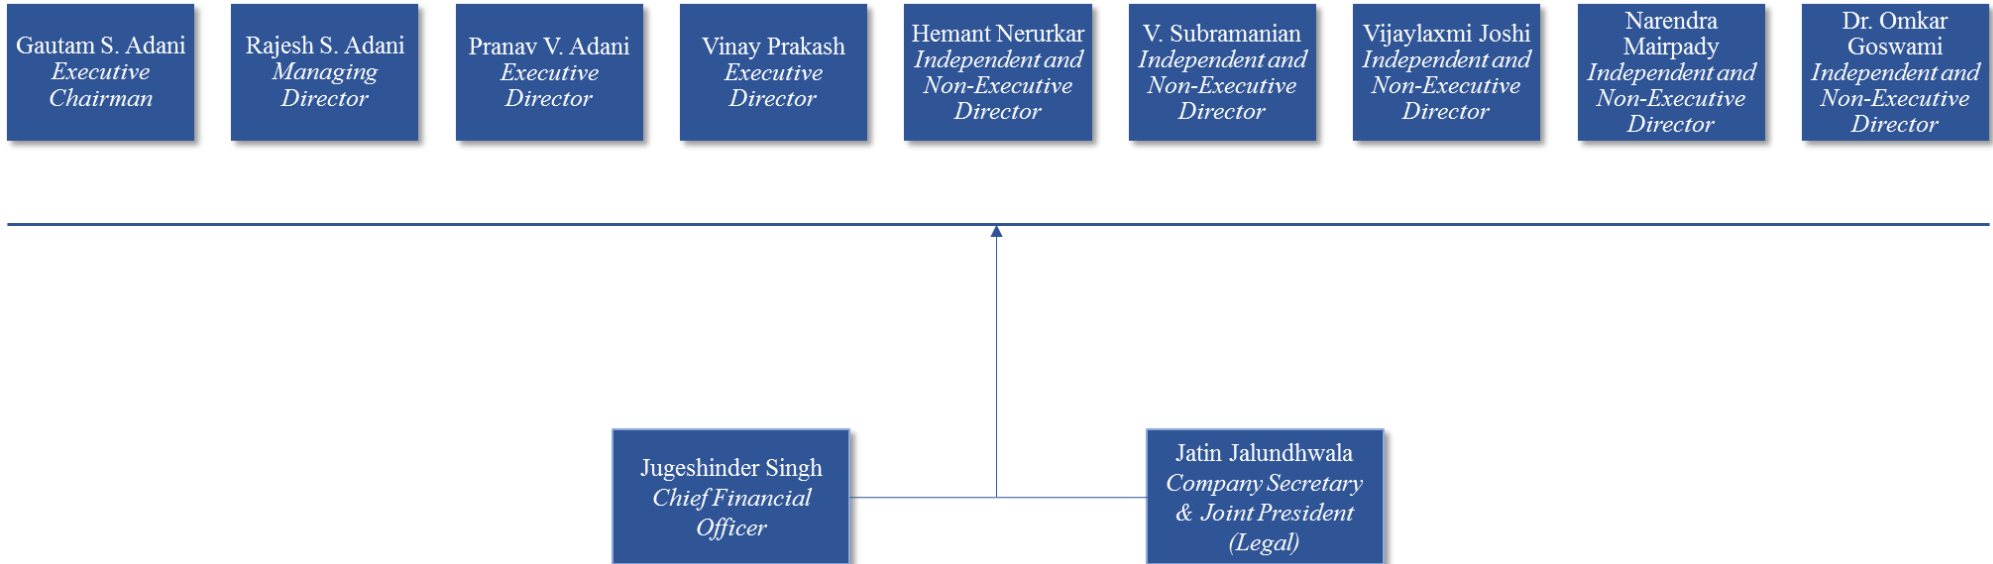 Gautam S. Adani
Executive
Chairman
Rajesh S. Adani
Managing
Director
Pranav V. Adani
Executive
Director
Vinay Prakash
Executive
Director
Hemant Nerurkar
Independent and
Non-Executive
Director
V. Subramanian
Independent and
Non-Executive
Director
Vijaylaxmi Joshi
Independent and
Non-Executive
Director
Narendra
Mairpady
Independent and
Non-Executive
Director
Dr. Omkar
Goswami
Independent and
Non-Executive
Director
Jugeshinder Singh
Chief Financial
Officer
Jatin Jalundhwala
Company Secretary
& Joint President
(Legal)